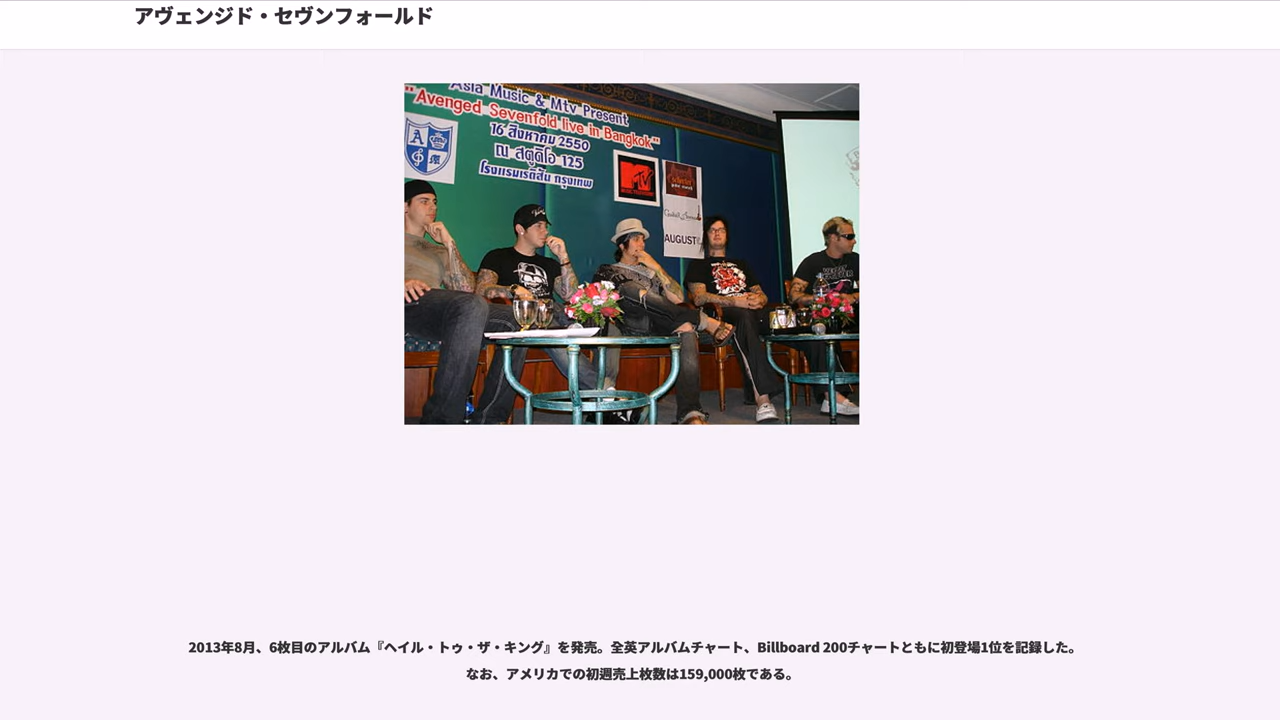 アヴェンジド・セヴンフォールド
Asia Music & Mtv Present
"Avenged Sevenfold live in Bangkok"
16 สิงหาคม 2550
ณ สตูดิโอ 125
โรงแรมเรดิสัน กรุงเทพ
AUGUST
2013年8月、6枚目のアルバム『ヘイル・トゥ・ザ・キング』を発売。全英アルバムチャート、Billboard 200チャートともに初登場1位を記録した。
なお、アメリカでの初週売上枚数は159,000枚である。